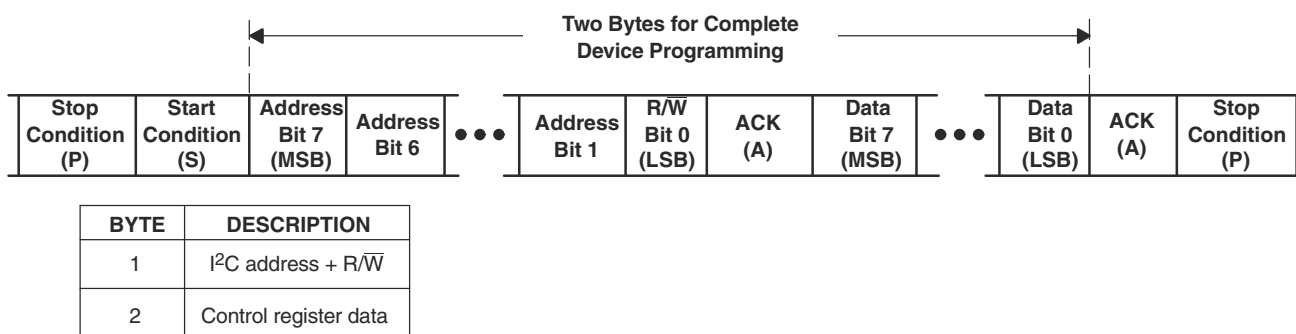 Two Bytes for Complete
Device Programming
Stop
Condition
(P)
Start
Condition
(S)
Address
Bit 7
(MSB)
Address
Bit 6
•••
Address
Bit 1
R/W̅
Bit 0
(LSB)
ACK
(A)
Data
Bit 7
(MSB)
•••
Data
Bit 0
(LSB)
ACK
(A)
Stop
Condition
(P)
BYTE DESCRIPTION
1 I²C address + R/W̅
2 Control register data